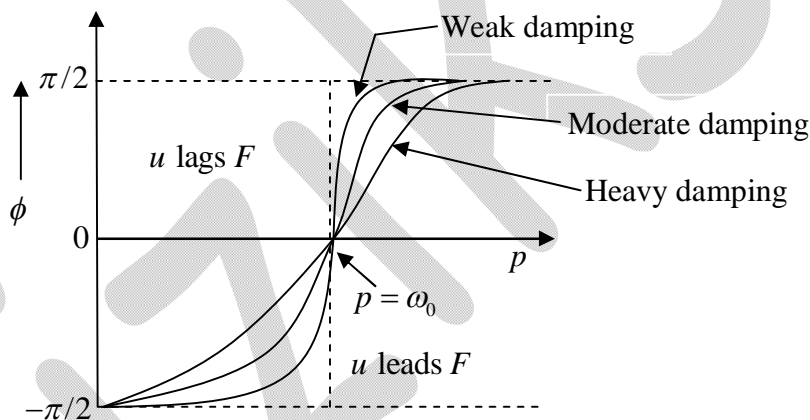 Weak damping
π/2
Moderate damping
u lags F
Heavy damping
ϕ
0
p
p = ω₀
u leads F
−π/2